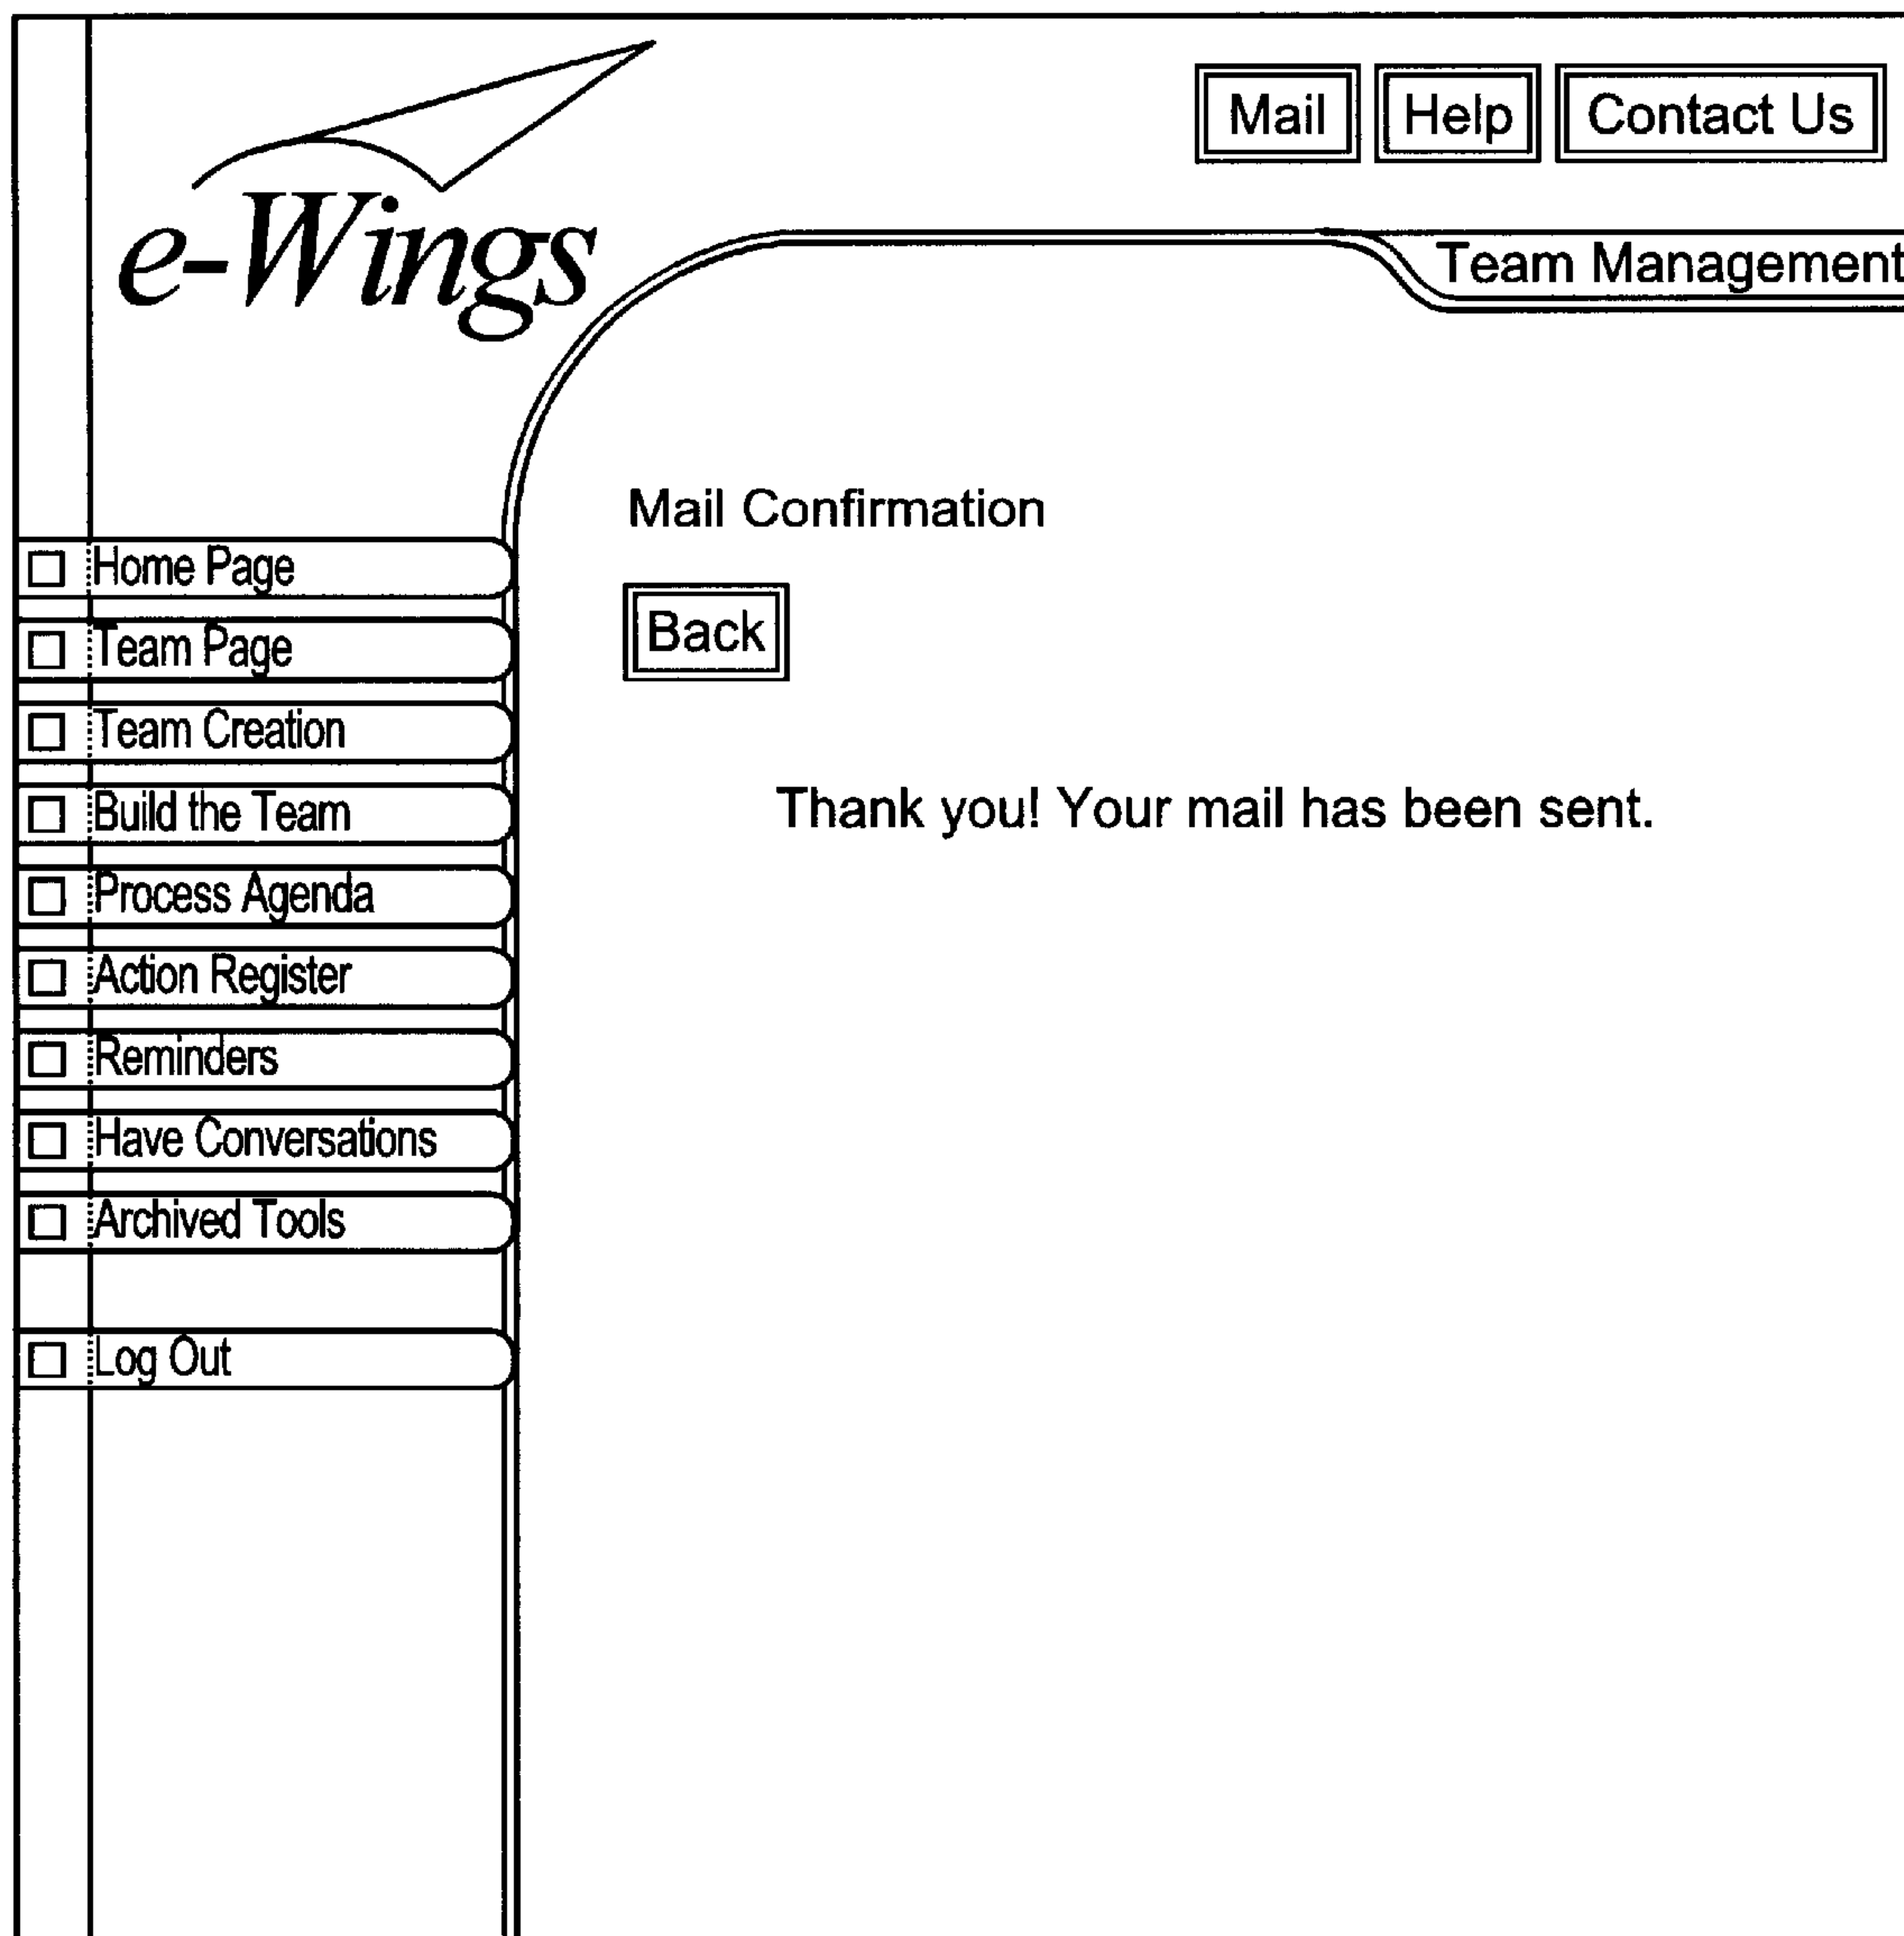 Mail Help Contact Us
e-Wings
Team Management
Mail Confirmation
Home Page
Back
Team Page
Team Creation
Build the Team
Thank you! Your mail has been sent.
Process Agenda
Action Register
Reminders
Have Conversations
Archived Tools
Log Out